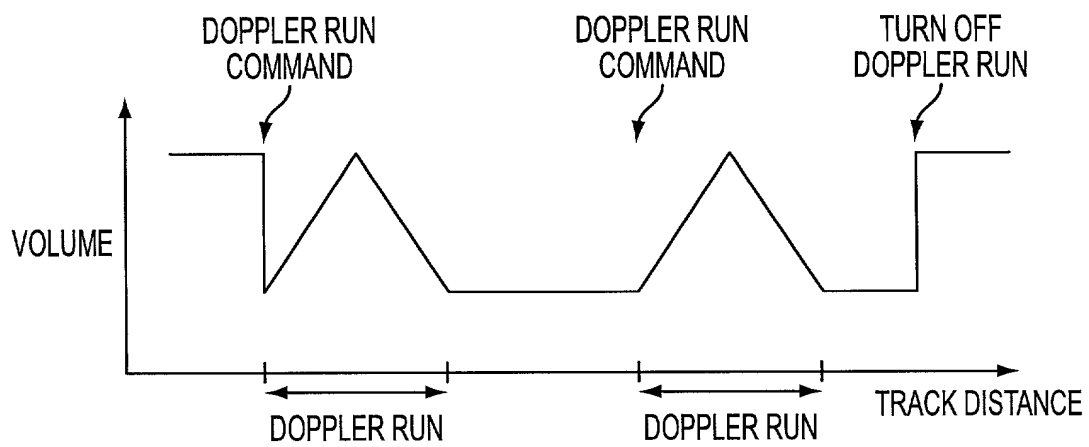 DOPPLER RUN
COMMAND
DOPPLER RUN
COMMAND
TURN OFF
DOPPLER RUN
VOLUME
TRACK DISTANCE
DOPPLER RUN
DOPPLER RUN